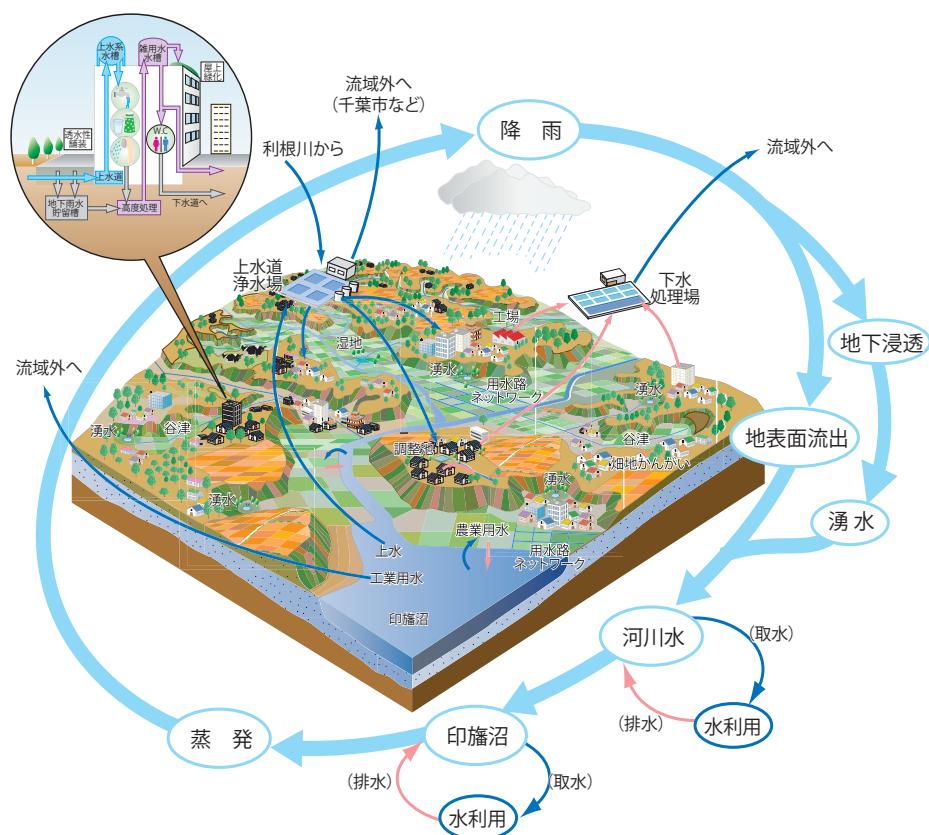 上水系
水槽
雑用水
水槽
屋上
緑化
透水性
舗装
W.C
上水道
地下雨水
貯留槽
高度処理
下水道へ
流域外へ
(千葉市など)
利根川から
降 雨
流域外へ
上水道
浄水場
下水
処理場
工場
湿地
湧水
用水路
ネットワーク
地下浸透
流域外へ
湧水
湧水
谷津
調整池
谷津
畑地かんがい
地表面流出
湧水
湧水
湧 水
農業用水
上水
用水路
ネットワーク
工業用水
印旛沼
河川水
(取水)
(排水)
水利用
蒸 発
印旛沼
(排水)
(取水)
水利用